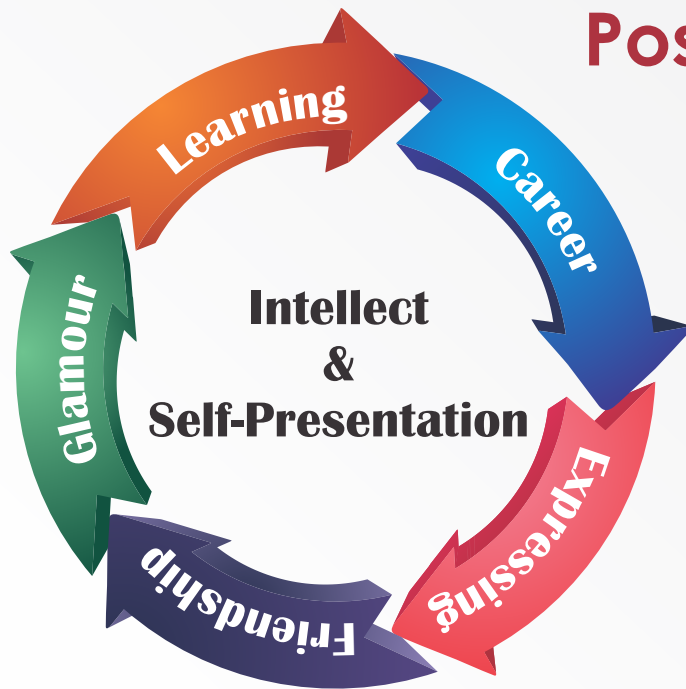 Pos
Learning
Career
Intellect
&
Self-Presentation
Glamour
Expressing
Friendship